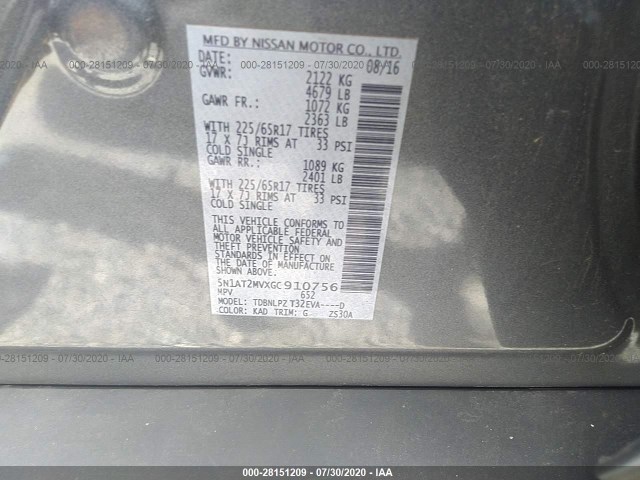 MFD BY NISSAN MOTOR CO., LTD.
DATE: 08/16
GVWR: 2122 KG
4679 LB
GAWR FR.: 1072 KG
2363 LB
WITH 225/65R17 TIRES
17 X 7J RIMS AT 33 PSI
COLD SINGLE
GAWR RR.: 1089 KG
2401 LB
WITH 225/65R17 TIRES
17 X 7J RIMS AT 33 PSI
COLD SINGLE
THIS VEHICLE CONFORMS TO
ALL APPLICABLE FEDERAL
MOTOR VEHICLE SAFETY AND
THEFT PREVENTION
STANDARDS IN EFFECT ON
THE DATE OF MANUFACTURE
SHOWN ABOVE.
5N1AT2MVXGC910756
MPV 652
MODEL: TDBNLPZ T32EVA----D
COLOR: KAD TRIM: G ZS30A
000-28151209 - 07/30/2020 - IAA